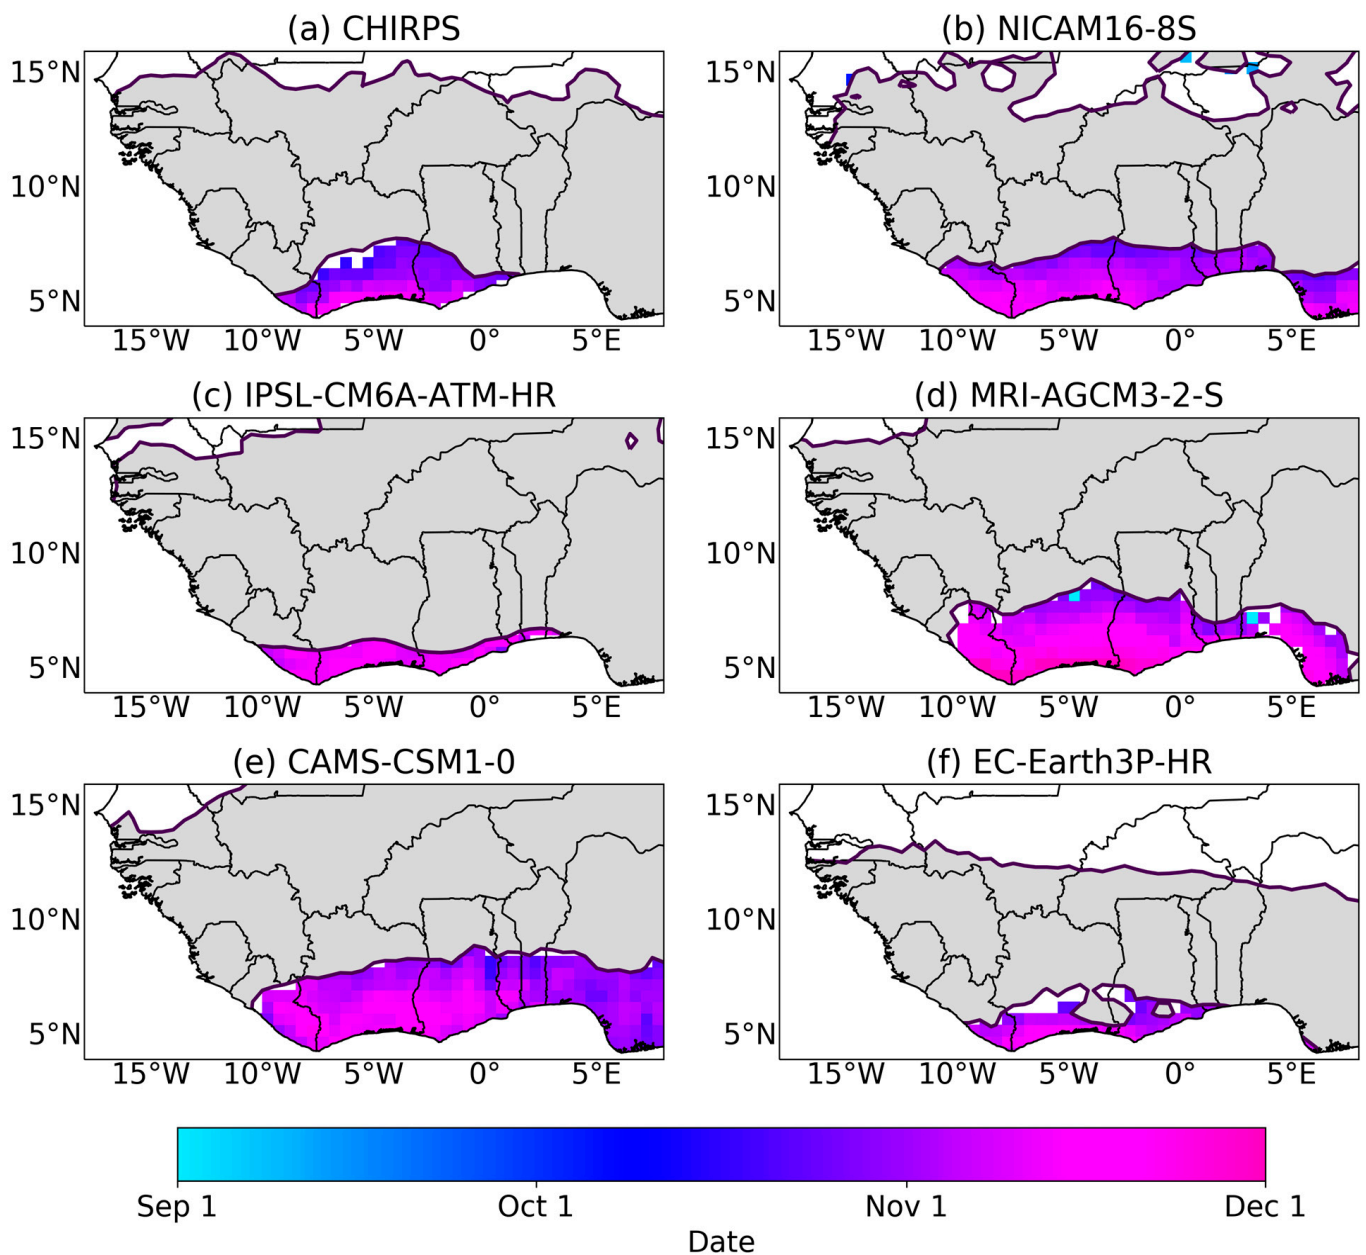 (a) CHIRPS
(b) NICAM16-8S
15°N
10°N
5°N
15°W 10°W 5°W 0° 5°E
15°N
10°N
5°N
15°W 10°W 5°W 0° 5°E
(c) IPSL-CM6A-ATM-HR
(d) MRI-AGCM3-2-S
15°N
10°N
5°N
15°W 10°W 5°W 0° 5°E
15°N
10°N
5°N
15°W 10°W 5°W 0° 5°E
(e) CAMS-CSM1-0
(f) EC-Earth3P-HR
15°N
10°N
5°N
15°W 10°W 5°W 0° 5°E
15°N
10°N
5°N
15°W 10°W 5°W 0° 5°E
Sep 1 Oct 1 Nov 1 Dec 1
Date